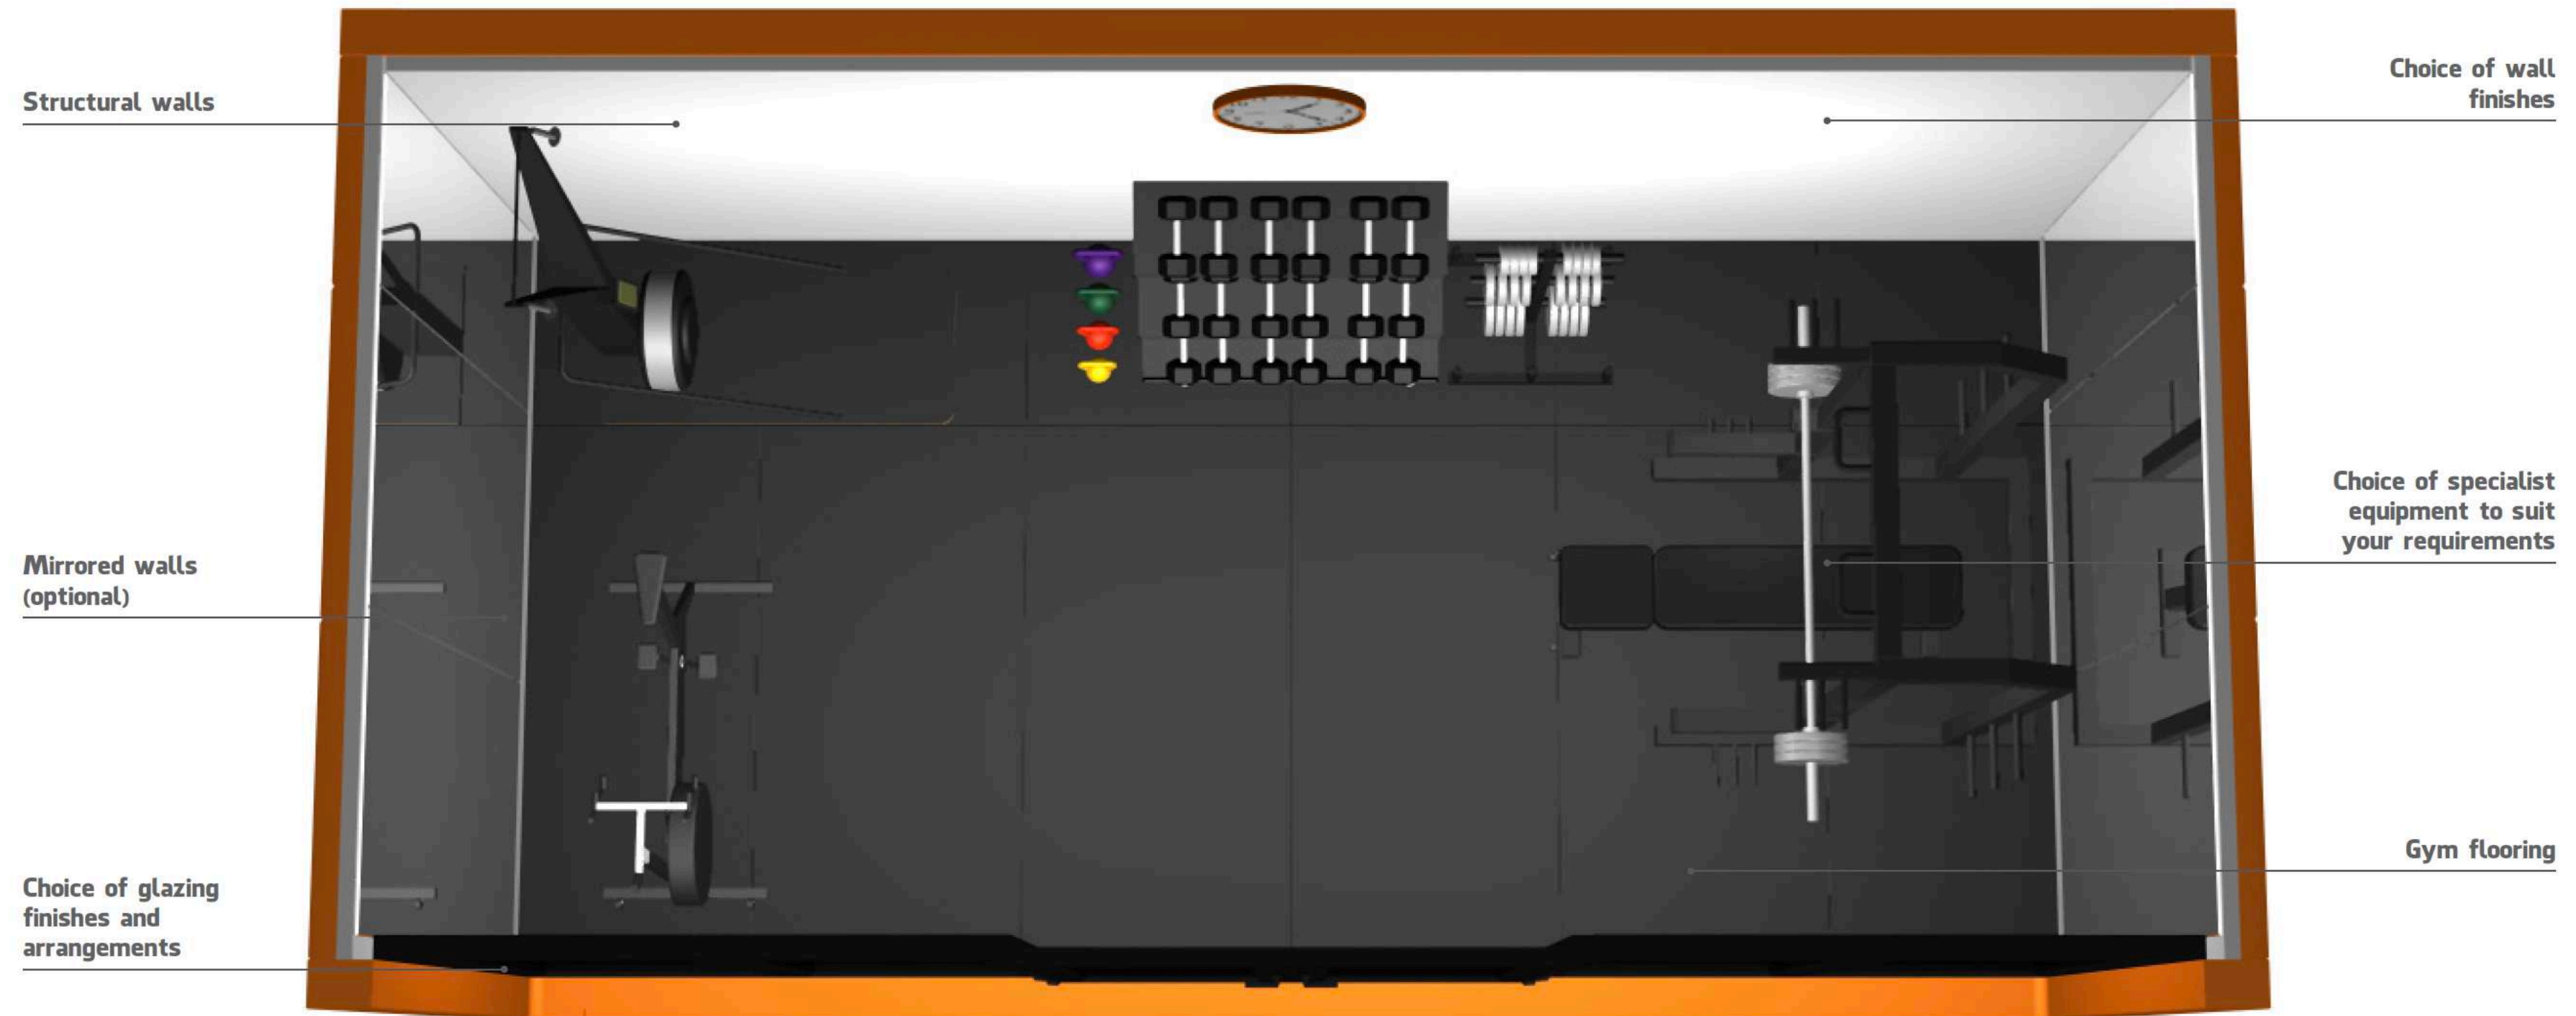 Structural walls
Mirrored walls
(optional)
Choice of glazing
finishes and
arrangements
Choice of wall
finishes
Choice of specialist
equipment to suit
your requirements
Gym flooring